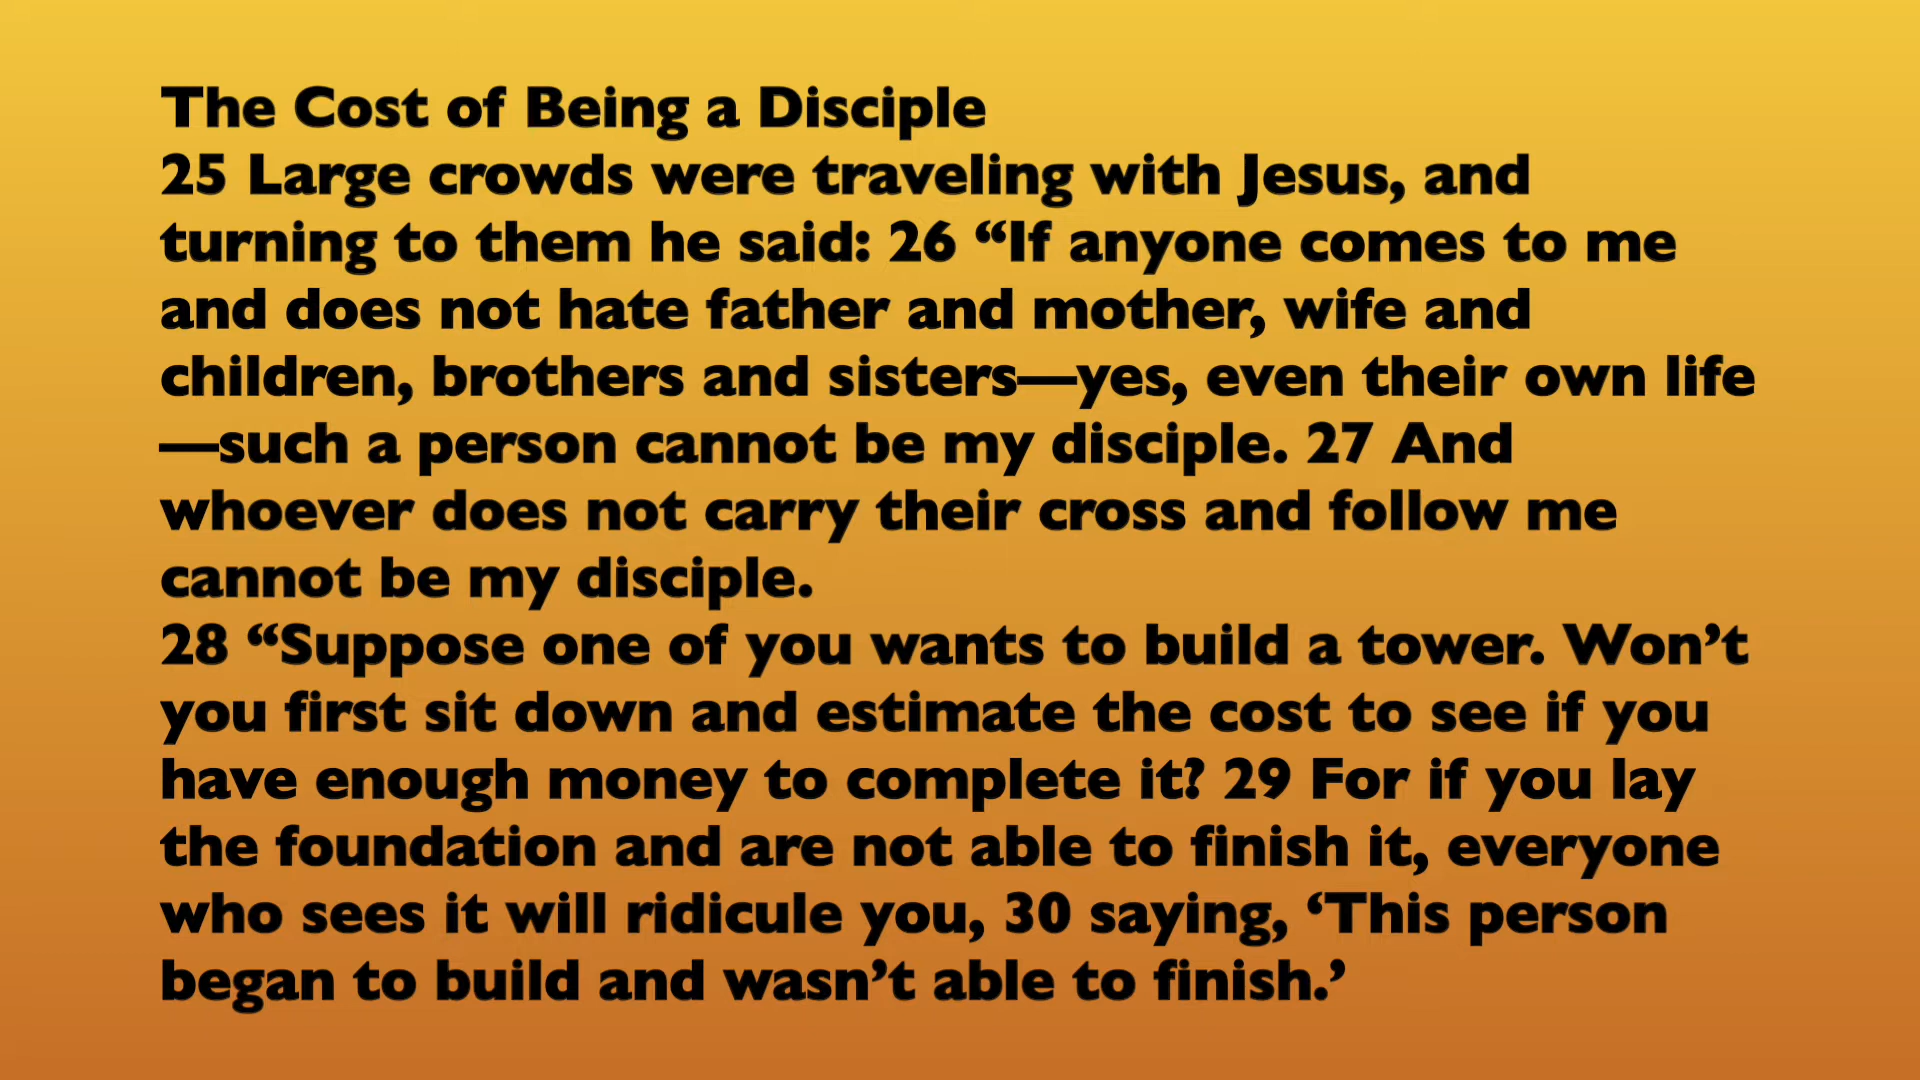 The Cost of Being a Disciple
25 Large crowds were traveling with Jesus, and
turning to them he said: 26 “If anyone comes to me
and does not hate father and mother, wife and
children, brothers and sisters—yes, even their own life
—such a person cannot be my disciple. 27 And
whoever does not carry their cross and follow me
cannot be my disciple.
28 “Suppose one of you wants to build a tower. Won’t
you first sit down and estimate the cost to see if you
have enough money to complete it? 29 For if you lay
the foundation and are not able to finish it, everyone
who sees it will ridicule you, 30 saying, ‘This person
began to build and wasn’t able to finish.’